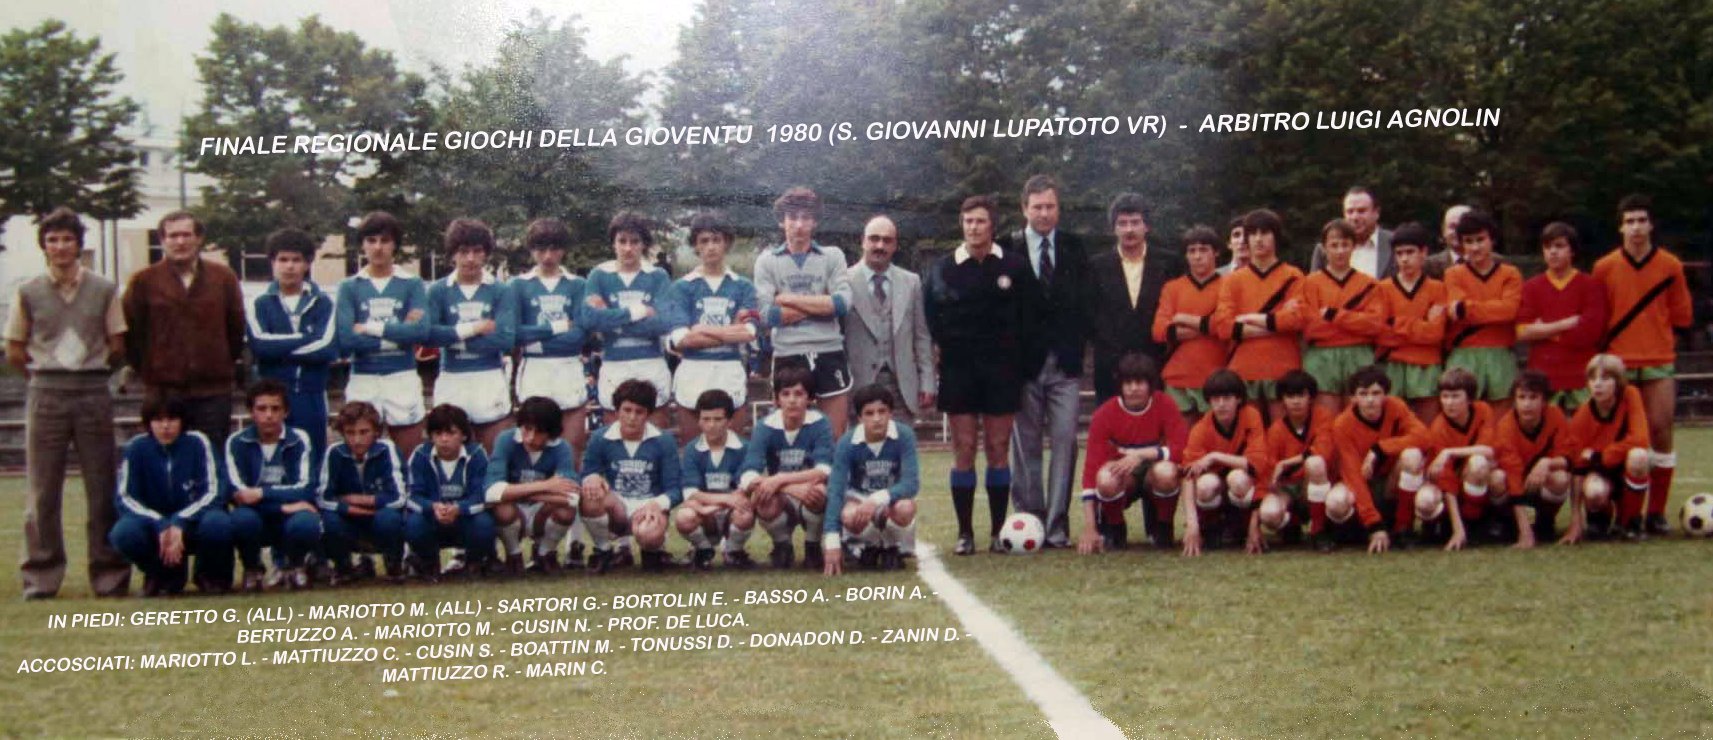 FINALE REGIONALE GIOCHI DELLA GIOVENTU 1980 (S. GIOVANNI LUPATOTO VR) - ARBITRO LUIGI AGNOLIN
IN PIEDI: GERETTO G. (ALL) - MARIOTTO M. (ALL) - SARTORI G.- BORTOLIN E. - BASSO A. - BORIN A. -
BERTUZZO A. - MARIOTTO M. - CUSIN N. - PROF. DE LUCA.
ACCOSCIATI: MARIOTTO L. - MATTIUZZO C. - CUSIN S. - BOATTIN M. - TONUSSI D. - DONADON D. - ZANIN D. -
MATTIUZZO R. - MARIN C.